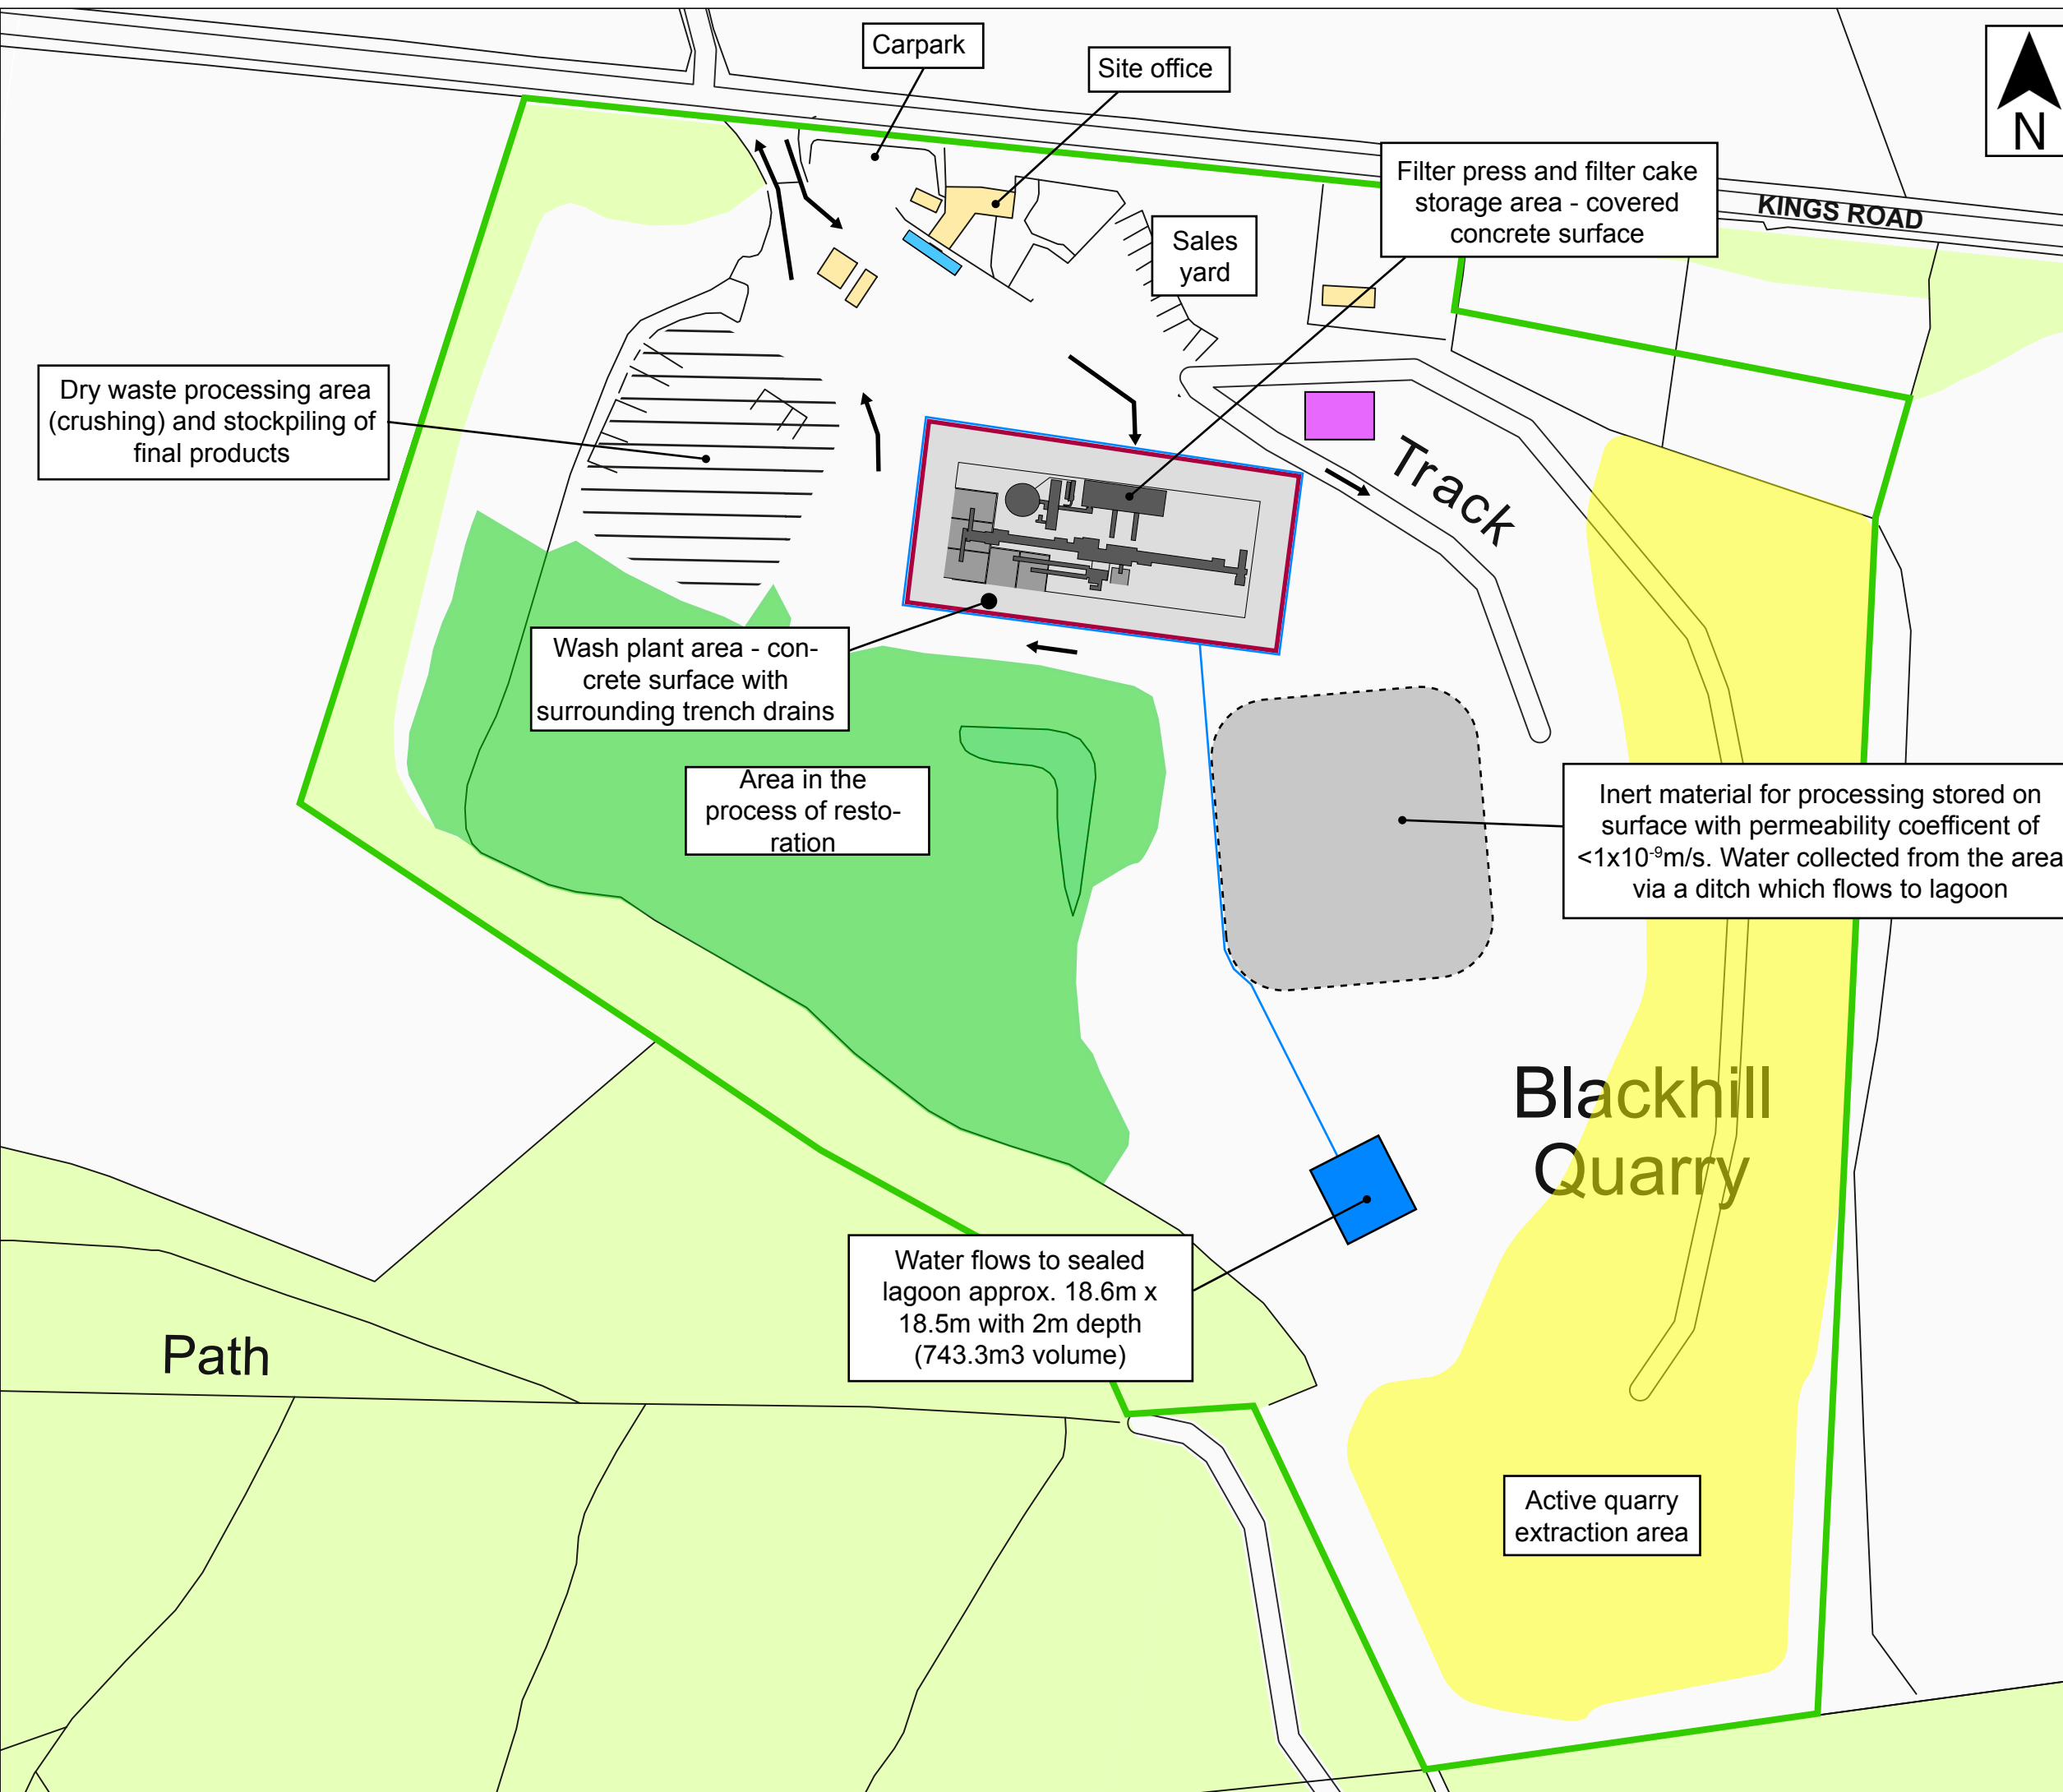 Carpark
Site office
N
Filter press and filter cake
storage area - covered
concrete surface
KINGS ROAD
Sales
yard
Dry waste processing area
(crushing) and stockpiling of
final products
Track
Wash plant area - con-
crete surface with
surrounding trench drains
Area in the
process of resto-
ration
Inert material for processing stored on
surface with permeability coefficent of
<1x10⁻⁹m/s. Water collected from the area
via a ditch which flows to lagoon
Blackhill
Quarry
Water flows to sealed
lagoon approx. 18.6m x
18.5m with 2m depth
(743.3m3 volume)
Path
Active quarry
extraction area